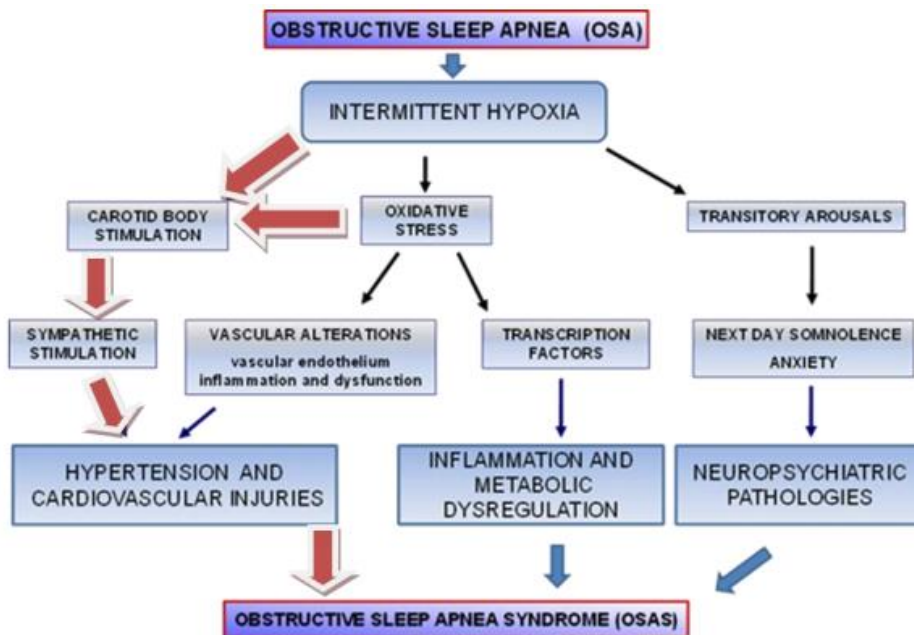 OBSTRUCTIVE SLEEP APNEA (OSA)
INTERMITTENT HYPOXIA
CAROTID BODY
STIMULATION
OXIDATIVE
STRESS
TRANSITORY AROUSALS
SYMPATHETIC
STIMULATION
VASCULAR ALTERATIONS
vascular endothelium
inflammation and dysfunction
TRANSCRIPTION
FACTORS
NEXT DAY SOMNOLENCE
ANXIETY
HYPERTENSION AND
CARDIOVASCULAR INJURIES
INFLAMMATION AND
METABOLIC
DYSREGULATION
NEUROPSYCHIATRIC
PATHOLOGIES
OBSTRUCTIVE SLEEP APNEA SYNDROME (OSAS)